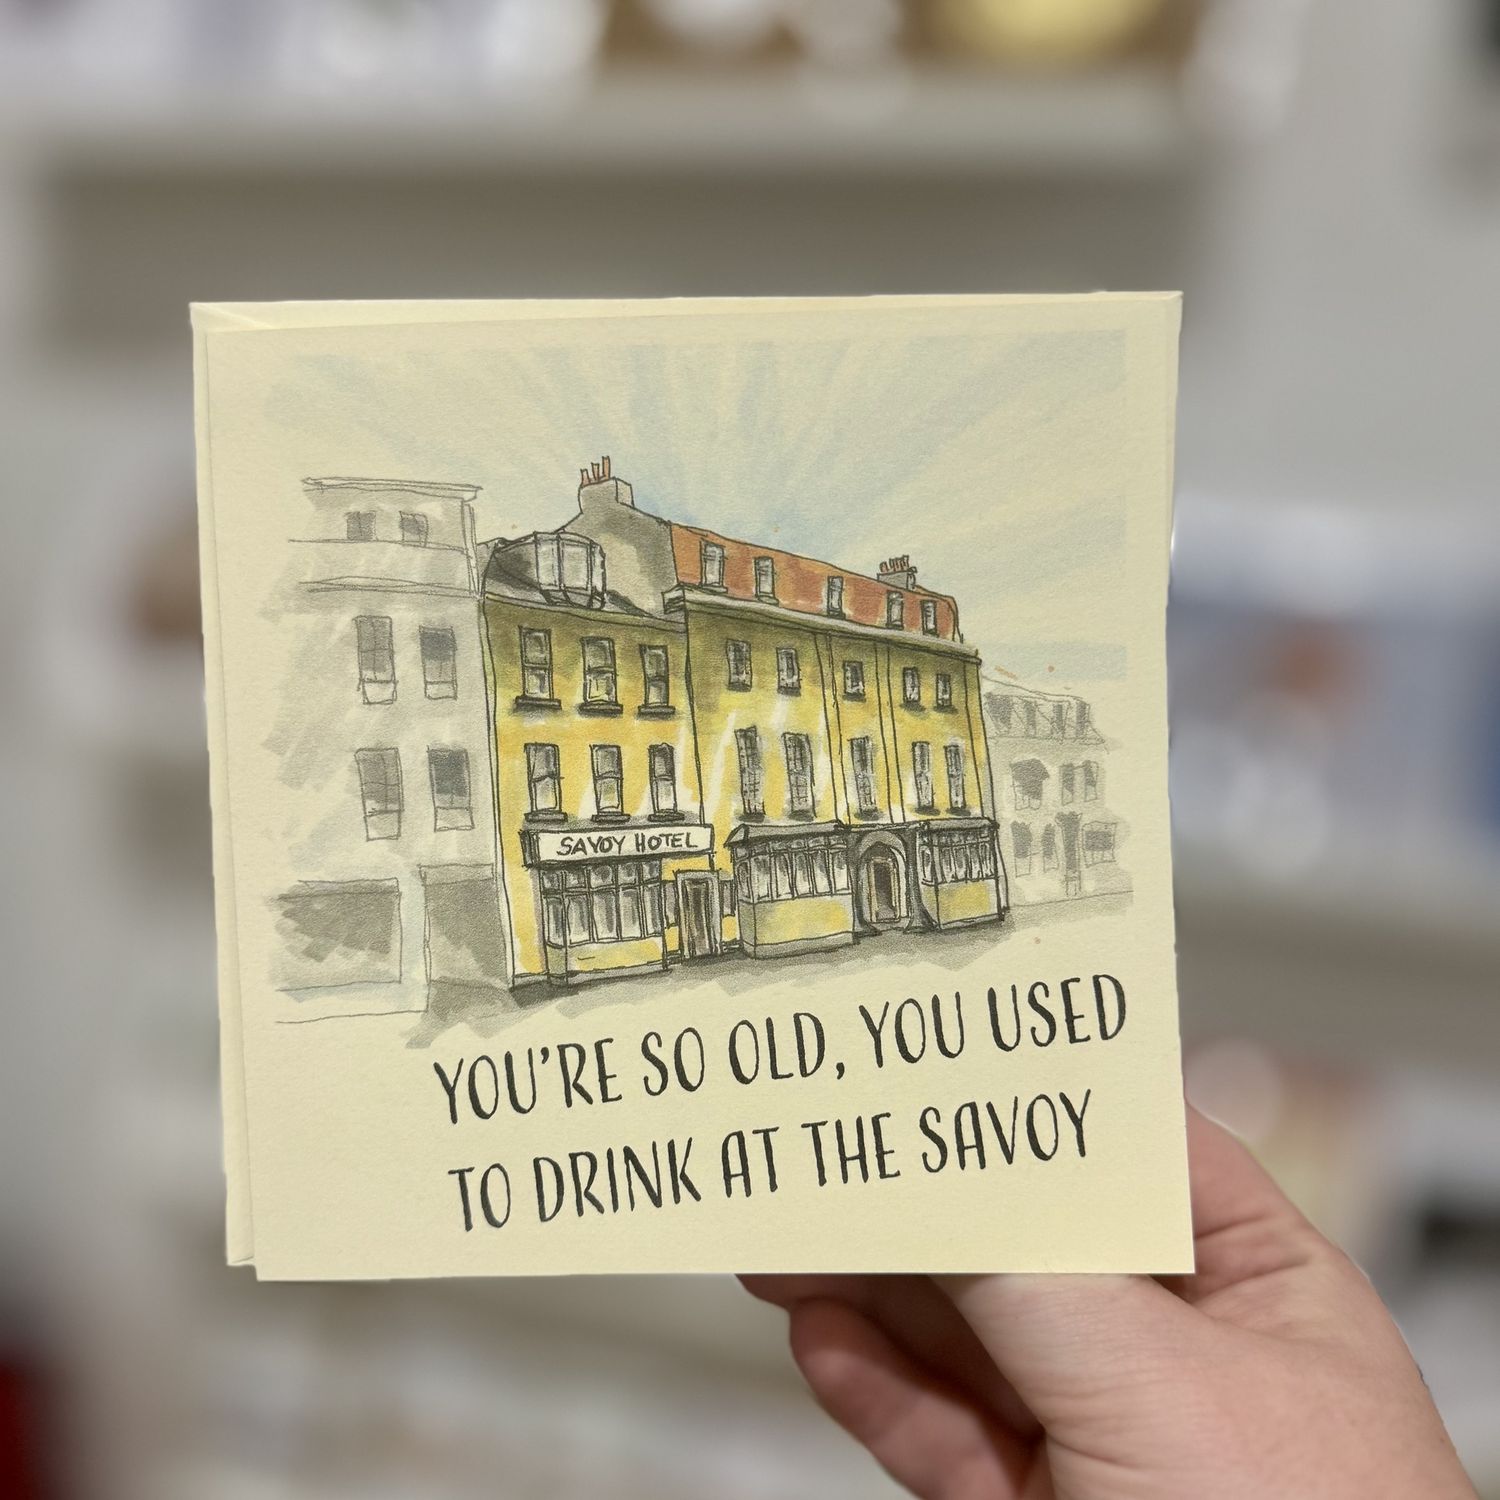 SAVOY HOTEL
YOU'RE SO OLD, YOU USED
TO DRINK AT THE SAVOY